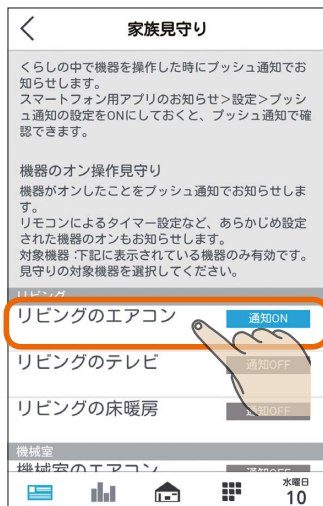 家族見守り
くらしの中で機器を操作した時にプッシュ通知でお
知らせします。
スマートフォン用アプリのお知らせ>設定>プッシ
ュ通知の設定をONにしておくと、プッシュ通知で確
認できます。
機器のオン操作見守り
機器がオンしたことをプッシュ通知でお知らせしま
す。
リモコンによるタイマー設定など、あらかじめ設定
された機器のオンもお知らせします。
対象機器:下記に表示されている機器のみ有効です。
見守りの対象機器を選択してください。
リビング
リビングのエアコン 通知ON
リビングのテレビ 通知OFF
リビングの床暖房 通知OFF
機械室
機械室のエアコン 通知OFF
水曜日
10